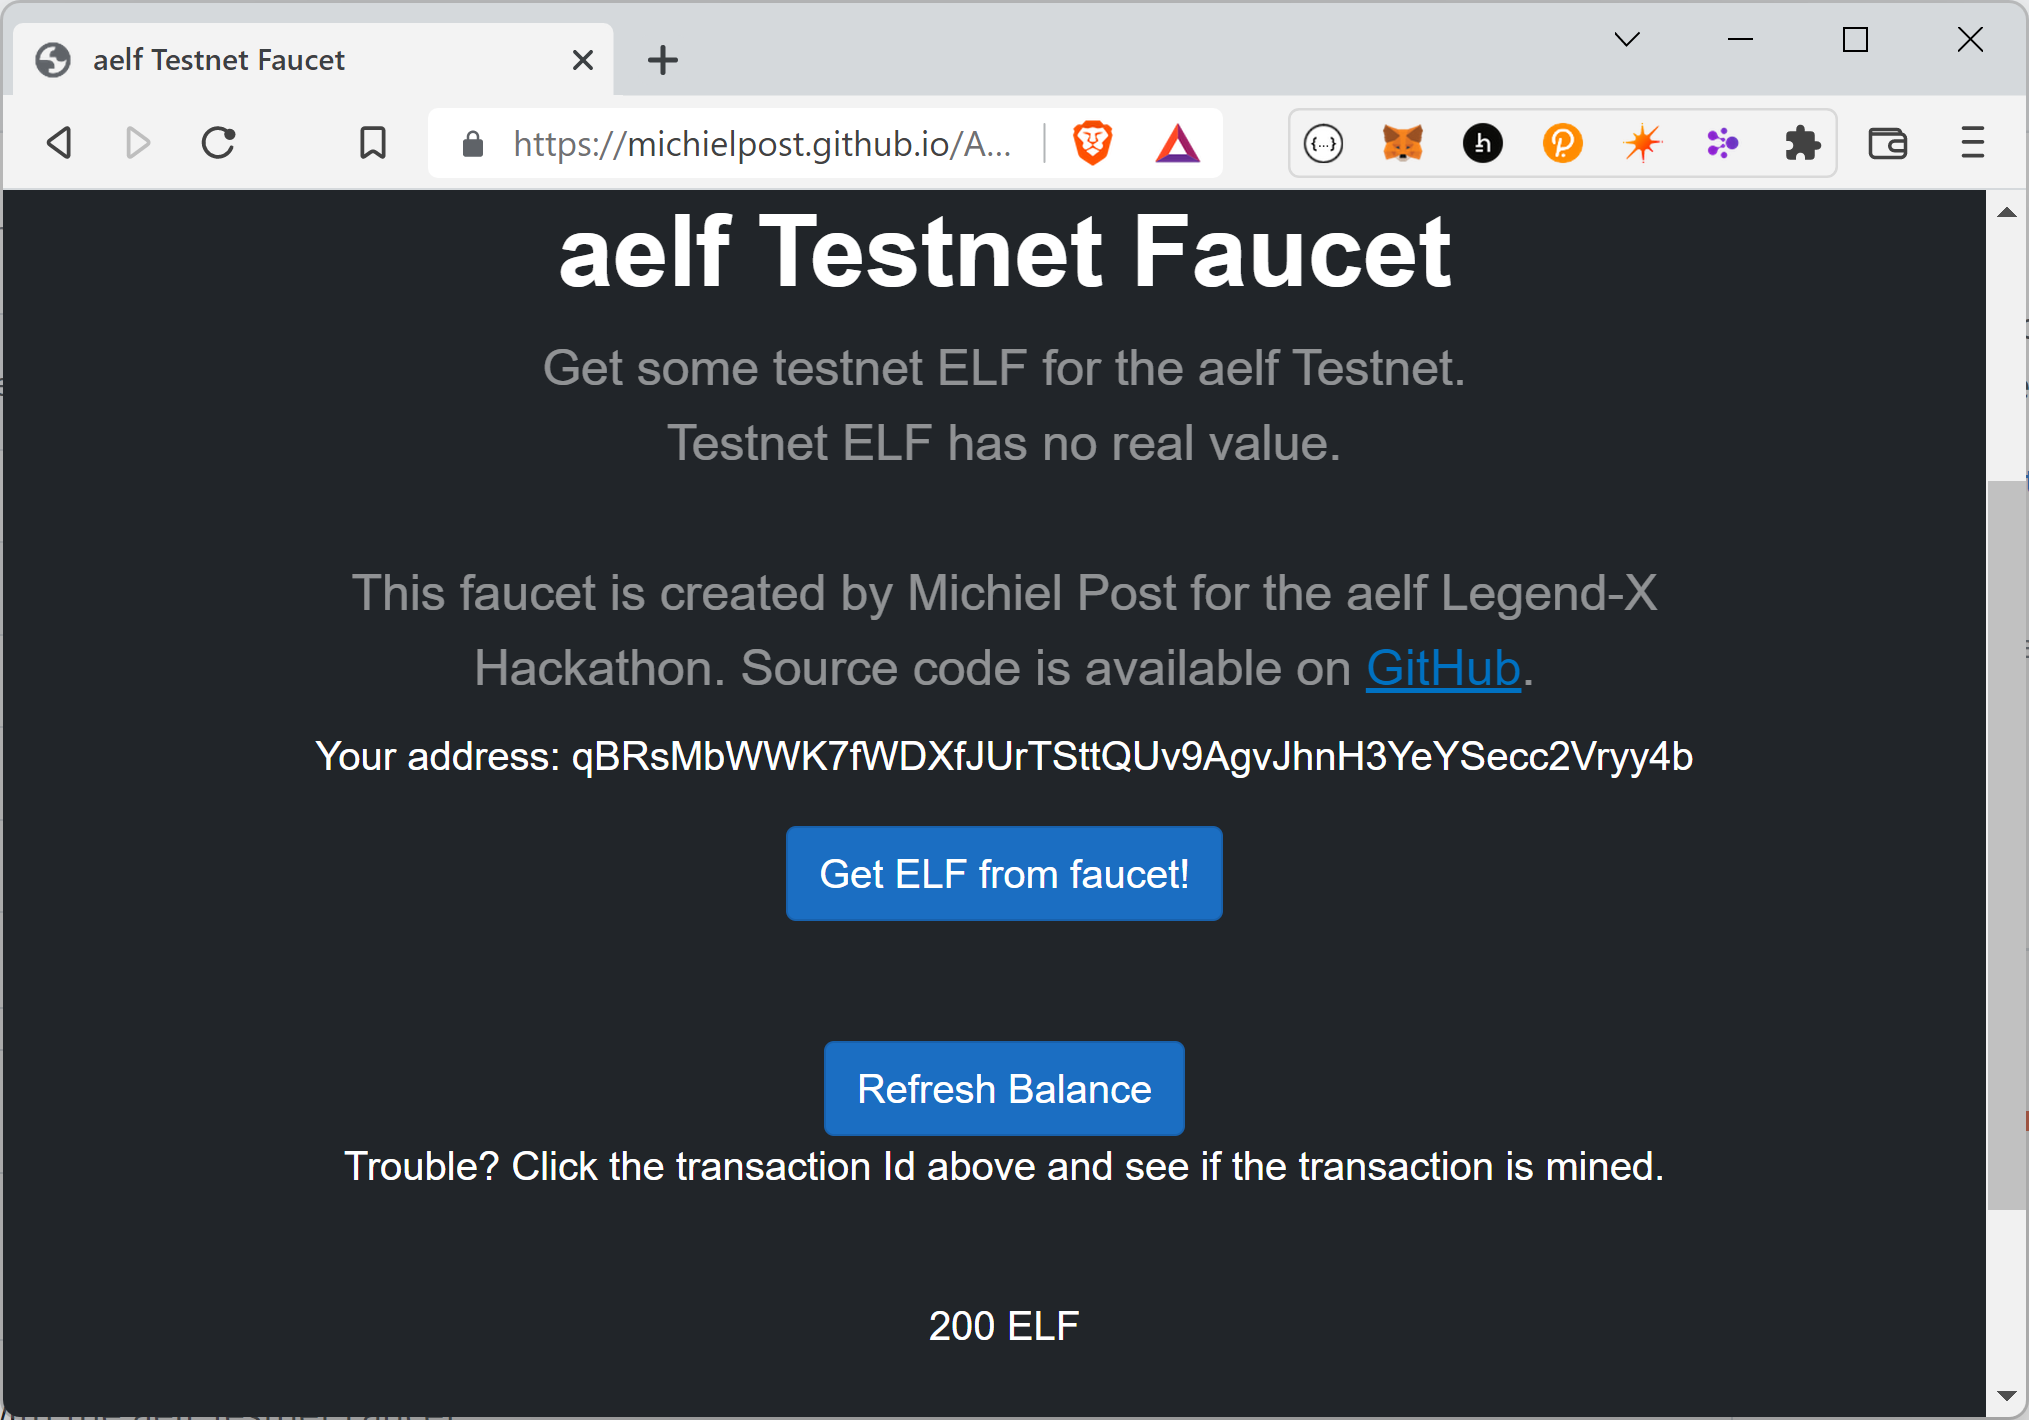 aelf Testnet Faucet
https://michielpost.github.io/A...
aelf Testnet Faucet
Get some testnet ELF for the aelf Testnet.
Testnet ELF has no real value.
This faucet is created by Michiel Post for the aelf Legend-X
Hackathon. Source code is available on GitHub.
Your address: qBRsMbWWK7fWDXfJUrTSttQUv9AgvJhnH3YeYSecc2Vryy4b
Get ELF from faucet!
Refresh Balance
Trouble? Click the transaction Id above and see if the transaction is mined.
200 ELF